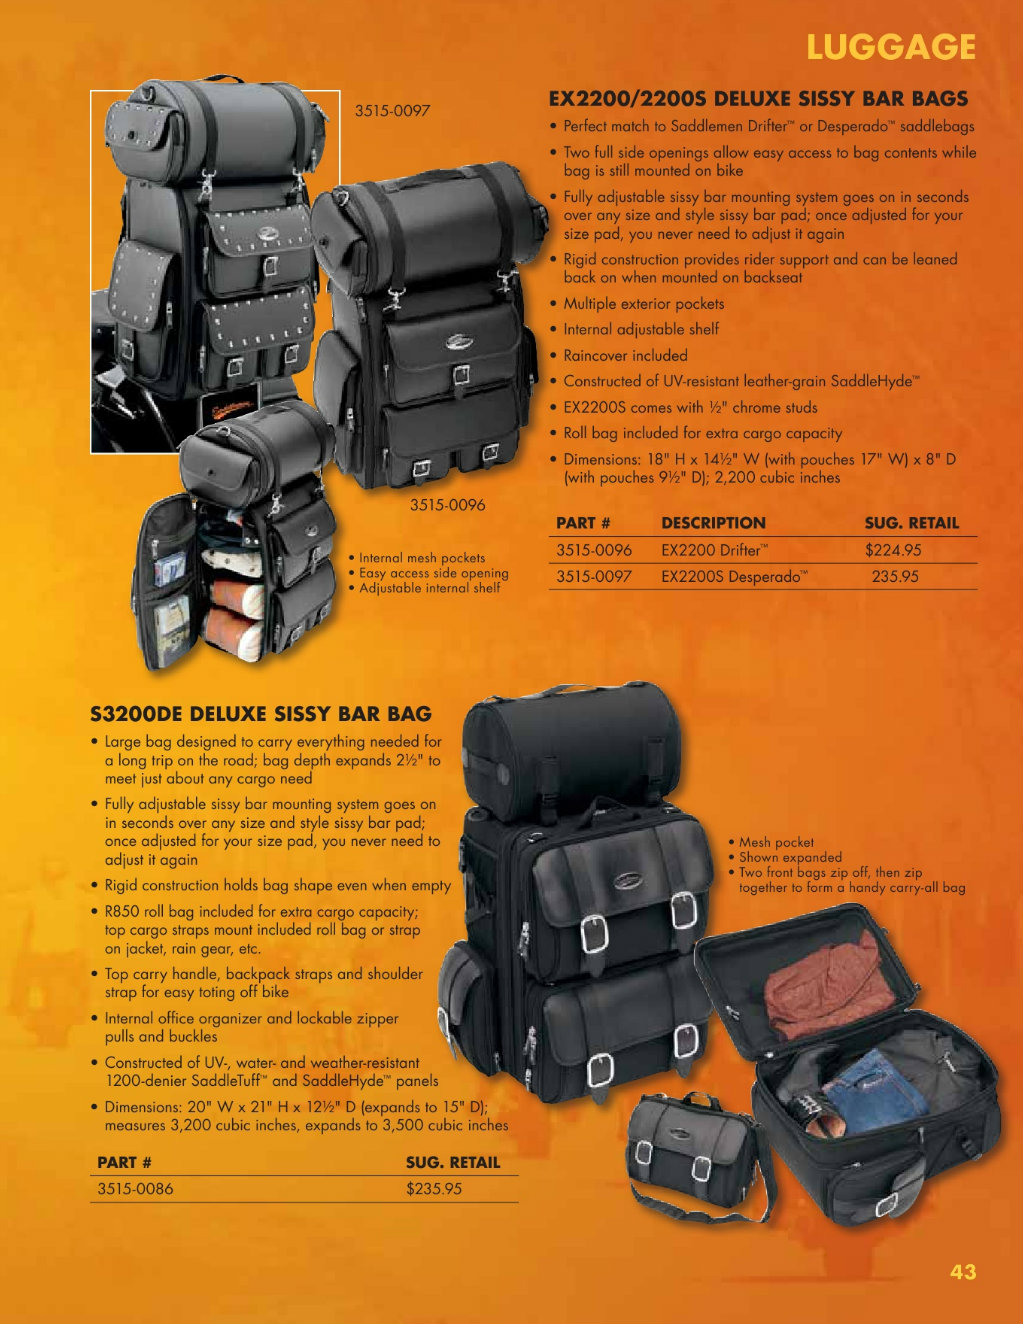 LUGGAGE
3515-0097
3515-0096
• Internal mesh pockets
• Easy access side opening
• Adjustable internal shelf
EX2200/2200S DELUXE SISSY BAR BAGS
• Perfect match to Saddlemen Drifter™ or Desperado™ saddlebags
• Two full side openings allow easy access to bag contents while
bag is still mounted on bike
• Fully adjustable sissy bar mounting system goes on in seconds
over any size and style sissy bar pad; once adjusted for your
size pad, you never need to adjust it again
• Rigid construction provides rider support and can be leaned
back on when mounted on backseat
• Multiple exterior pockets
• Internal adjustable shelf
• Raincover included
• Constructed of UV-resistant leather-grain SaddleHyde™
• EX2200S comes with ½" chrome studs
• Roll bag included for extra cargo capacity
• Dimensions: 18" H x 14½" W (with pouches 17" W) x 8" D
(with pouches 9½" D); 2,200 cubic inches
PART # DESCRIPTION SUG. RETAIL
3515-0096 EX2200 Drifter™ $224.95
3515-0097 EX2200S Desperado™ 235.95
S3200DE DELUXE SISSY BAR BAG
• Large bag designed to carry everything needed for
a long trip on the road; bag depth expands 2½" to
meet just about any cargo need
• Fully adjustable sissy bar mounting system goes on
in seconds over any size and style sissy bar pad;
once adjusted for your size pad, you never need to
adjust it again
• Rigid construction holds bag shape even when empty
• R850 roll bag included for extra cargo capacity;
top cargo straps mount included roll bag or strap
on jacket, rain gear, etc.
• Top carry handle, backpack straps and shoulder
strap for easy toting off bike
• Internal office organizer and lockable zipper
pulls and buckles
• Constructed of UV-, water- and weather-resistant
1200-denier SaddleTuff™ and SaddleHyde™ panels
• Dimensions: 20" W x 21" H x 12½" D (expands to 15" D);
measures 3,200 cubic inches, expands to 3,500 cubic inches
PART # SUG. RETAIL
3515-0086 $235.95
• Mesh pocket
• Shown expanded
• Two front bags zip off, then zip
together to form a handy carry-all bag
43